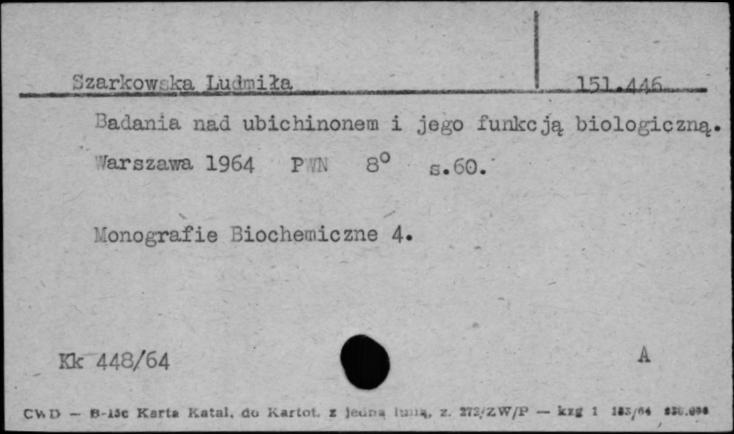 Szarkowska Ludmiła 151.446
Badania nad ubichinonem i jego funkcją biologiczną.
Warszawa 1964 PWN 8° s.60.
Monografie Biochemiczne 4.
Kk 448/64 A
CWD — B-15c Karta Katal. do Kartot. z jedną linią, z. 272/ZW/P — kzg 1